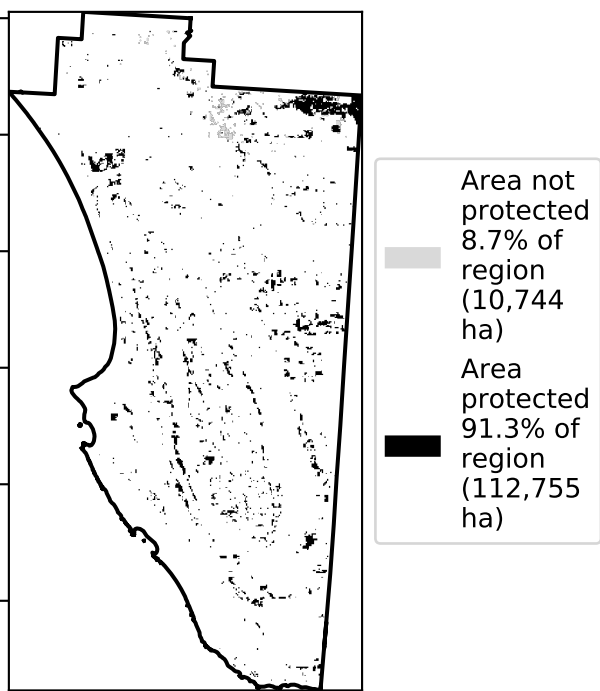 Area not
protected
8.7% of
region
(10,744
ha)
Area
protected
91.3% of
region
(112,755
ha)